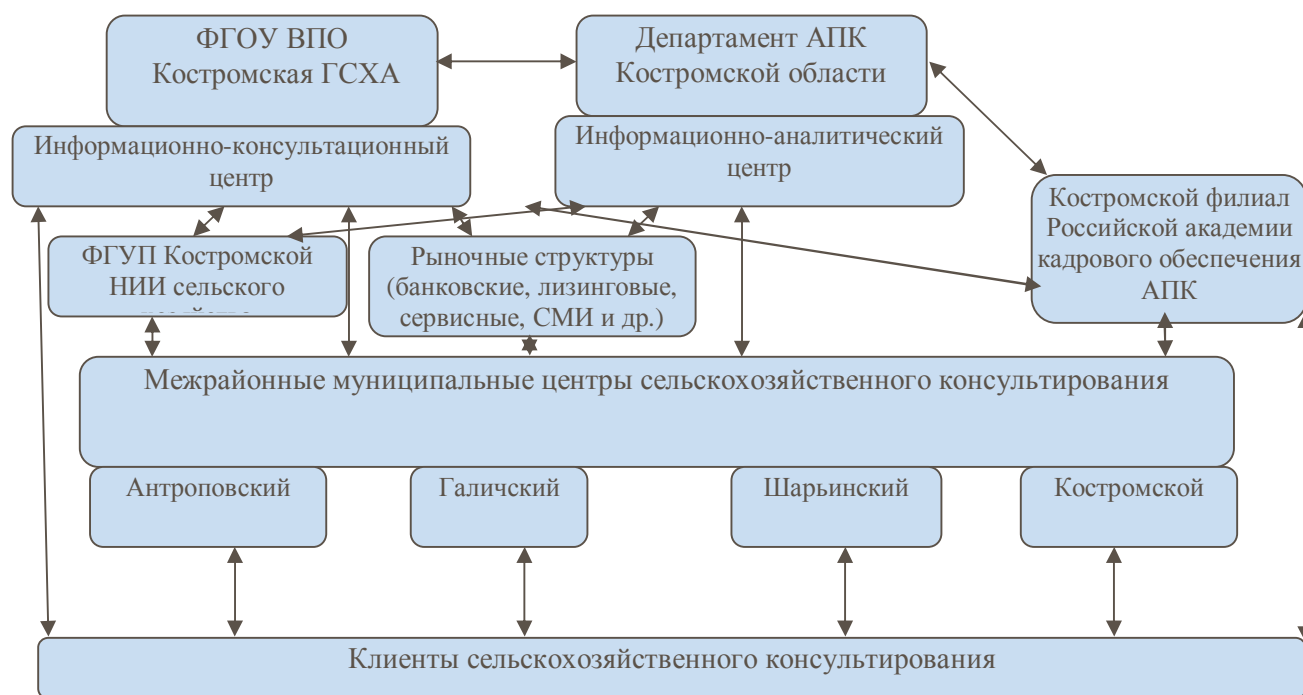 ФГОУ ВПО
Костромская ГСХА
Департамент АПК
Костромской области
Информационно-консультационный
центр
Информационно-аналитический
центр
Костромской филиал
Российской академии
кадрового обеспечения
АПК
ФГУП Костромской
НИИ сельского
Рыночные структуры
(банковские, лизинговые,
сервисные, СМИ и др.)
Межрайонные муниципальные центры сельскохозяйственного консультирования
Антроповский
Галичский
Шарьинский
Костромской
Клиенты сельскохозяйственного консультирования